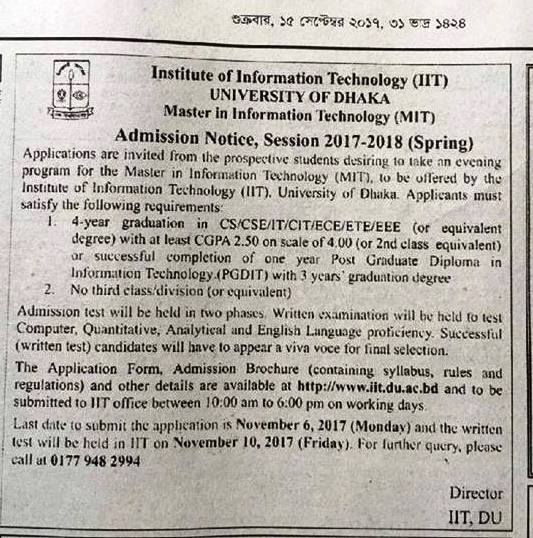 শুক্রবার, ১৫ সেপ্টেম্বর ২০১৭, ৩১ ভাদ্র ১৪২৪
Institute of Information Technology (IIT)
UNIVERSITY OF DHAKA
Master in Information Technology (MIT)
Admission Notice, Session 2017-2018 (Spring)
Applications are invited from the prospective students desiring to take an evening
program for the Master in Information Technology (MIT), to be offered by the
Institute of Information Technology (IIT), University of Dhaka. Applicants must
satisfy the following requirements:
1. 4-year graduation in CS/CSE/IT/CIT/ECE/ETE/EEE (or equivalent
degree) with at least CGPA 2.50 on scale of 4.00 (or 2nd class equivalent)
or successful completion of one year Post Graduate Diploma in
Information Technology (PGDIT) with 3 years' graduation degree
2. No third class/division (or equivalent)
Admission test will be held in two phases. Written examination will be held to test
Computer, Quantitative, Analytical and English Language proficiency. Successful
(written test) candidates will have to appear a viva voce for final selection.
The Application Form, Admission Brochure (containing syllabus, rules and
regulations) and other details are available at http://www.iit.du.ac.bd and to be
submitted to IIT office between 10:00 am to 6:00 pm on working days.
Last date to submit the application is November 6, 2017 (Monday) and the written
test will be held in IIT on November 10, 2017 (Friday). For further query, please
call at 0177 948 2994
Director
IIT, DU